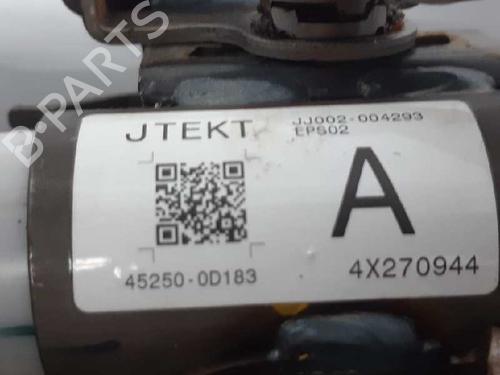 JTEKT JJ002-004293
EPS02
A
45250-0D183 4X270944
B-PARTS